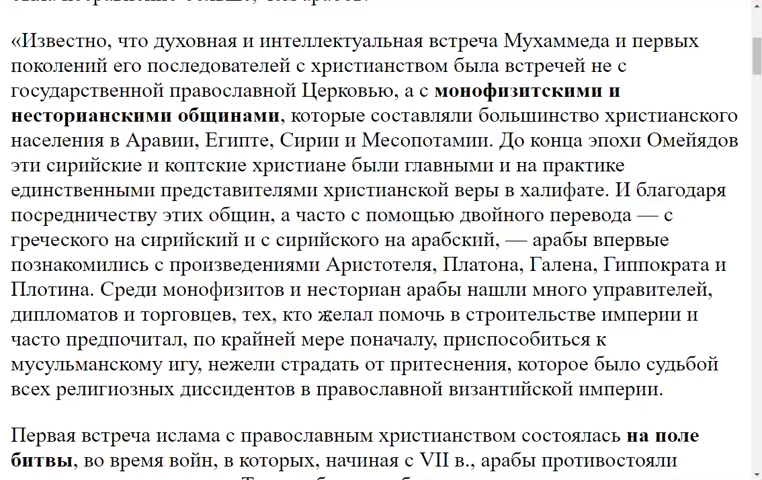 «Известно, что духовная и интеллектуальная встреча Мухаммеда и первых
поколений его последователей с христианством была встречей не с
государственной православной Церковью, а с монофизитскими и
несторианскими общинами, которые составляли большинство христианского
населения в Аравии, Египте, Сирии и Месопотамии. До конца эпохи Омейядов
эти сирийские и коптские христиане были главными и на практике
единственными представителями христианской веры в халифате. И благодаря
посредничеству этих общин, а часто с помощью двойного перевода — с
греческого на сирийский и с сирийского на арабский, — арабы впервые
познакомились с произведениями Аристотеля, Платона, Галена, Гиппократа и
Плотина. Среди монофизитов и несториан арабы нашли много управителей,
дипломатов и торговцев, тех, кто желал помочь в строительстве империи и
часто предпочитал, по крайней мере поначалу, приспособиться к
мусульманскому игу, нежели страдать от притеснения, которое было судьбой
всех религиозных диссидентов в православной византийской империи.
Первая встреча ислама с православным христианством состоялась на поле
битвы, во время войн, в которых, начиная с VII в., арабы противостояли